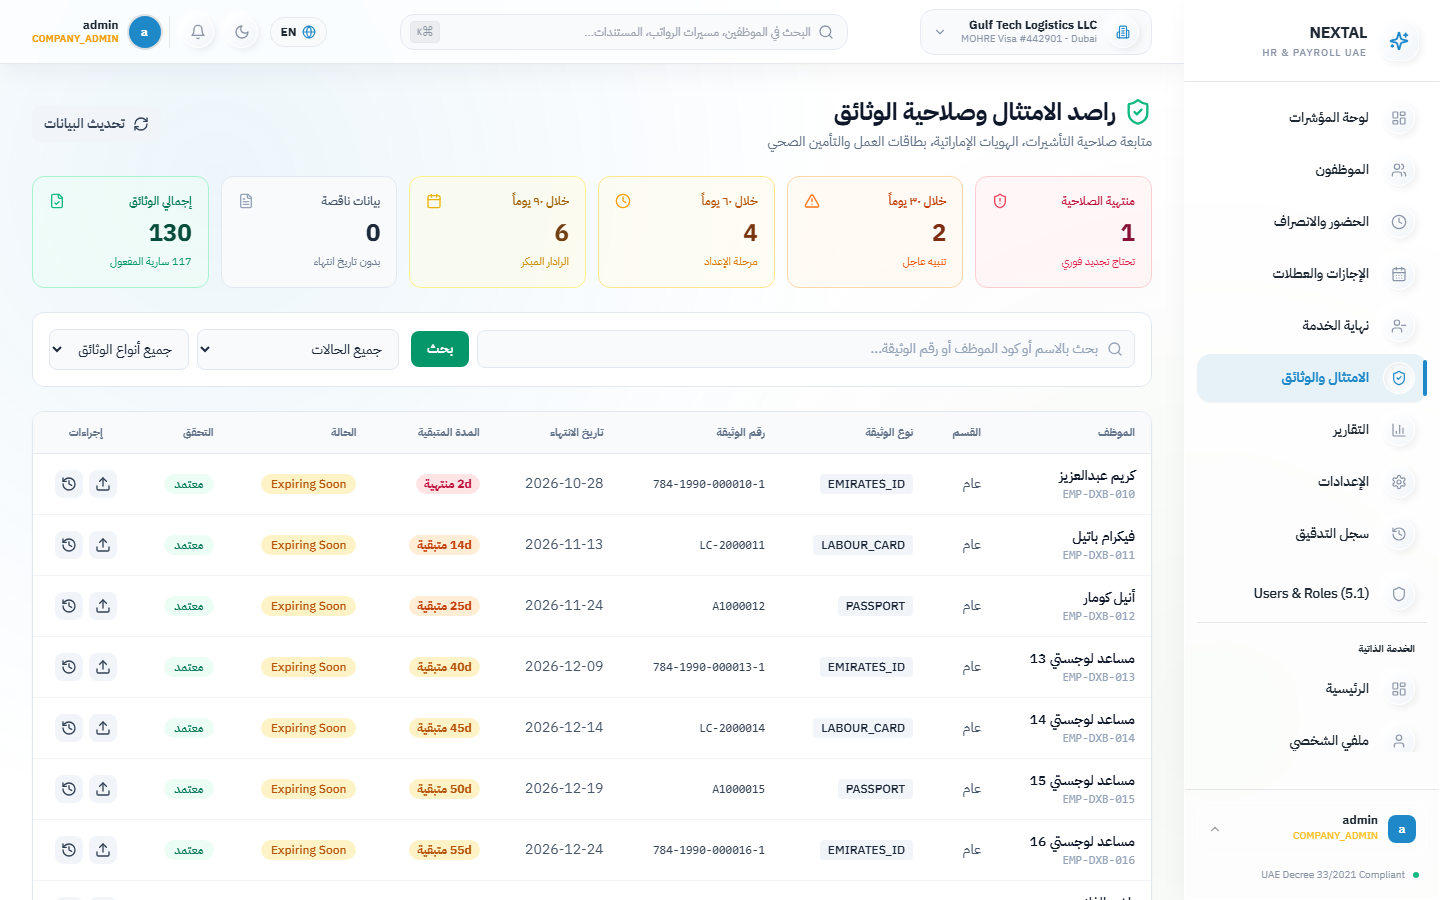 NEXTAL
HR & PAYROLL UAE
لوحة المؤشرات
الموظفون
الحضور والانصراف
الإجازات والعطلات
نهاية الخدمة
الامتثال والوثائق
التقارير
الإعدادات
سجل التدقيق
Users & Roles (5.1)
الخدمة الذاتية
الرئيسية
ملفي الشخصي
a
admin
COMPANY_ADMIN
UAE Decree 33/2021 Compliant
Gulf Tech Logistics LLC
MOHRE Visa #442901 - Dubai
البحث في الموظفين، مسيرات الرواتب، المستندات...
⌘K
EN
a
admin
COMPANY_ADMIN
راصد الامتثال وصلاحية الوثائق
متابعة صلاحية التأشيرات، الهويات الإماراتية، بطاقات العمل والتأمين الصحي
تحديث البيانات
منتهية الصلاحية
1
تحتاج تجديد فوري
خلال ٣٠ يوماً
2
تنبيه عاجل
خلال ٦٠ يوماً
4
مرحلة الإعداد
خلال ٩٠ يوماً
6
الرادار المبكر
بيانات ناقصة
0
بدون تاريخ انتهاء
إجمالي الوثائق
130
117 سارية المفعول
بحث بالاسم أو كود الموظف أو رقم الوثيقة...
بحث
جميع الحالات
جميع أنواع الوثائق
الموظف القسم نوع الوثيقة رقم الوثيقة تاريخ الانتهاء المدة المتبقية الحالة التحقق إجراءات
كريم عبدالعزيز
EMP-DXB-010
عام EMIRATES_ID 784-1990-000010-1 2026-10-28 2d منتهية Expiring Soon معتمد
فيكرام باتيل
EMP-DXB-011
عام LABOUR_CARD LC-2000011 2026-11-13 14d متبقية Expiring Soon معتمد
أنيل كومار
EMP-DXB-012
عام PASSPORT A1000012 2026-11-24 25d متبقية Expiring Soon معتمد
مساعد لوجستي 13
EMP-DXB-013
عام EMIRATES_ID 784-1990-000013-1 2026-12-09 40d متبقية Expiring Soon معتمد
مساعد لوجستي 14
EMP-DXB-014
عام LABOUR_CARD LC-2000014 2026-12-14 45d متبقية Expiring Soon معتمد
مساعد لوجستي 15
EMP-DXB-015
عام PASSPORT A1000015 2026-12-19 50d متبقية Expiring Soon معتمد
مساعد لوجستي 16
EMP-DXB-016
عام EMIRATES_ID 784-1990-000016-1 2026-12-24 55d متبقية Expiring Soon معتمد